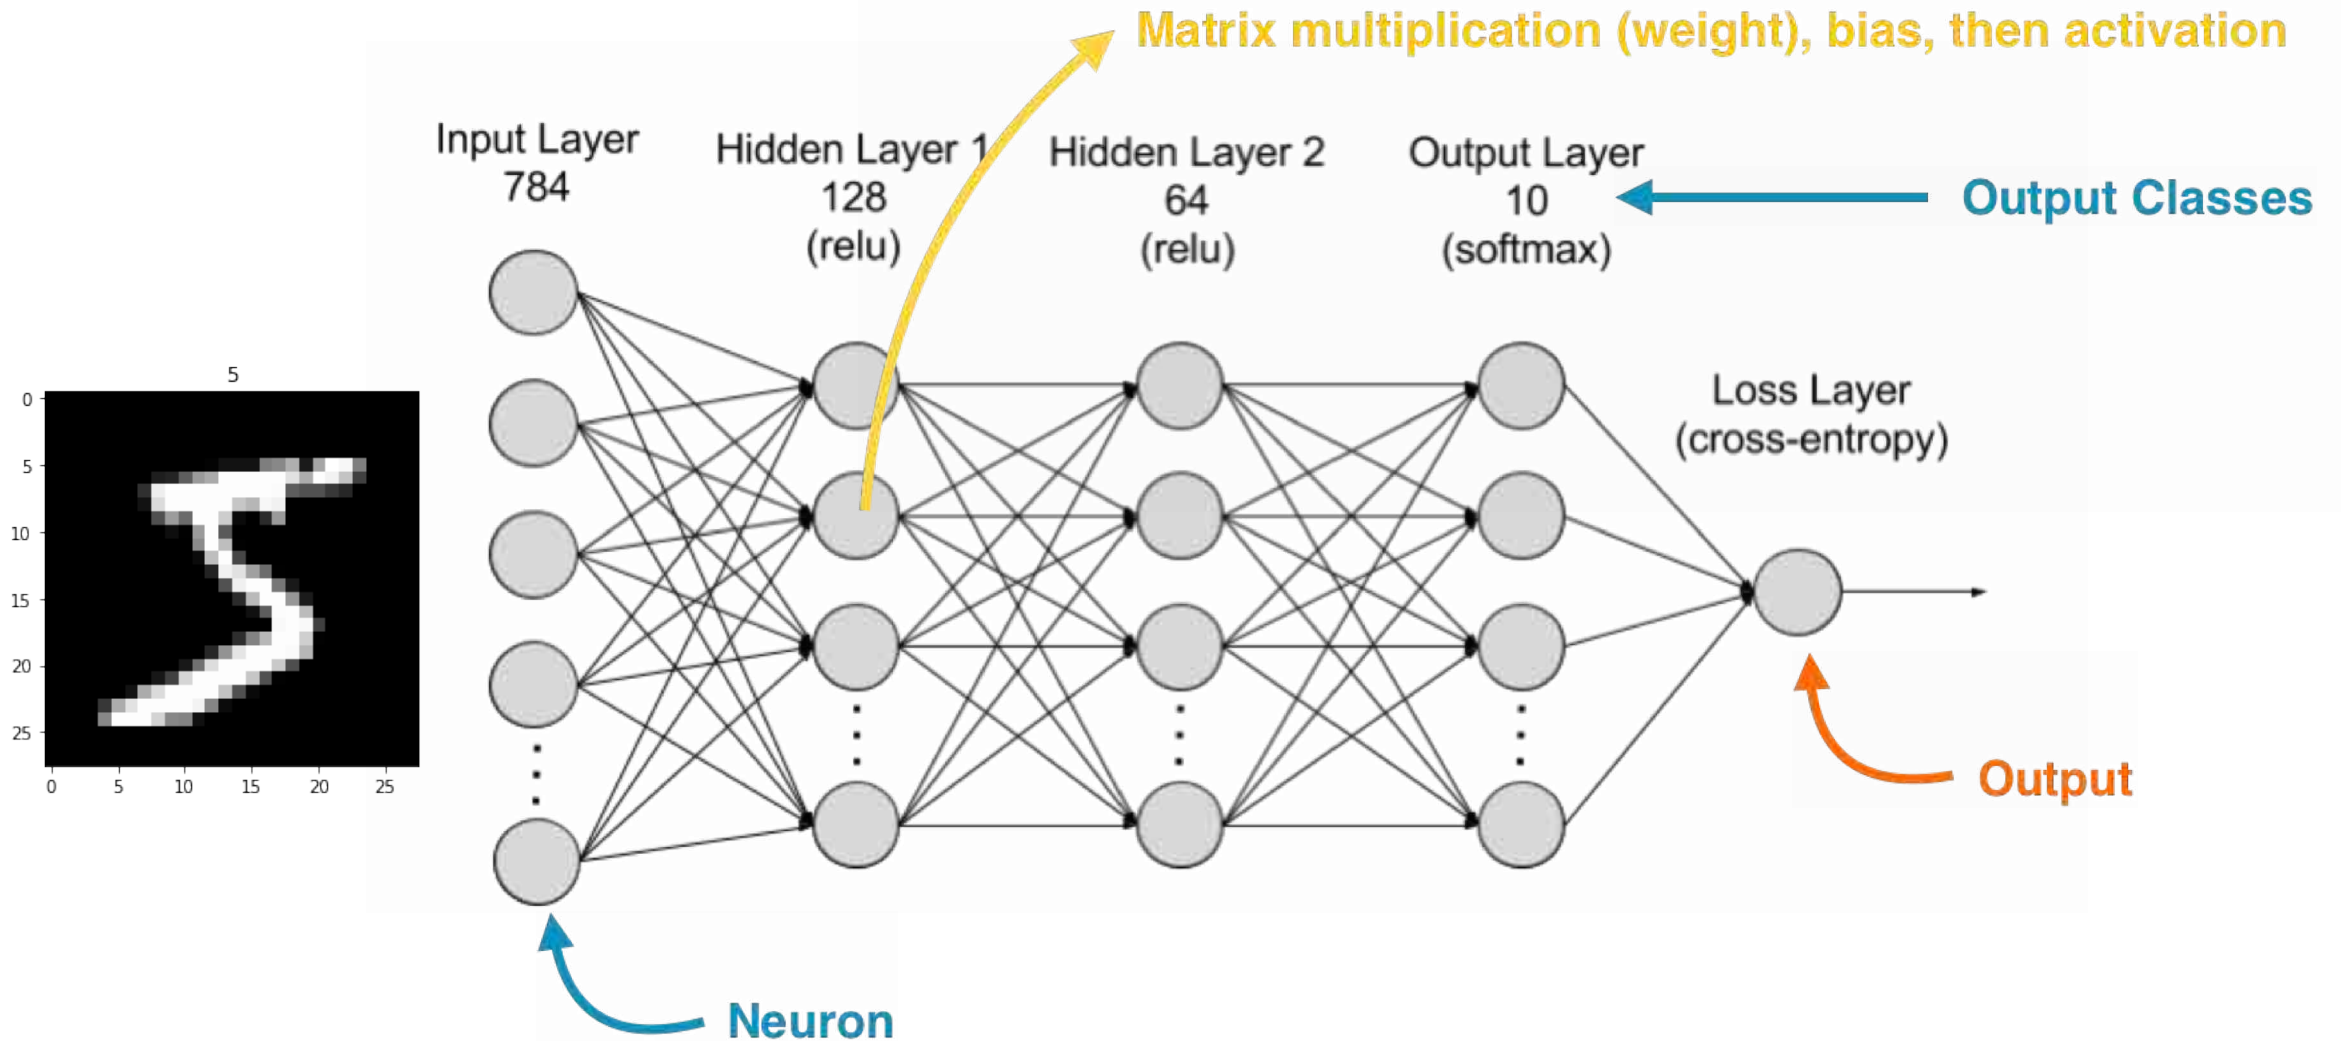 Matrix multiplication (weight), bias, then activation
Input Layer
784
Hidden Layer 1
128
(relu)
Hidden Layer 2
64
(relu)
Output Layer
10
(softmax)
Output Classes
5
0
5
10
15
20
25
0
5
10
15
20
25
Loss Layer
(cross-entropy)
Output
Neuron